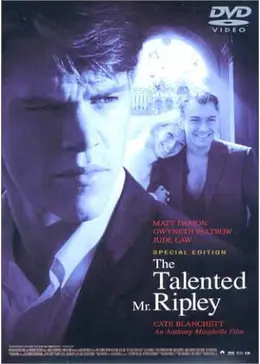 DVD
VIDEO
MATT DAMON
GWYNETH PALTROW
JUDE LAW
SPECIAL EDITION
The
Talented
Mr. Ripley
CATE BLANCHETT
An Anthony Minghella Film